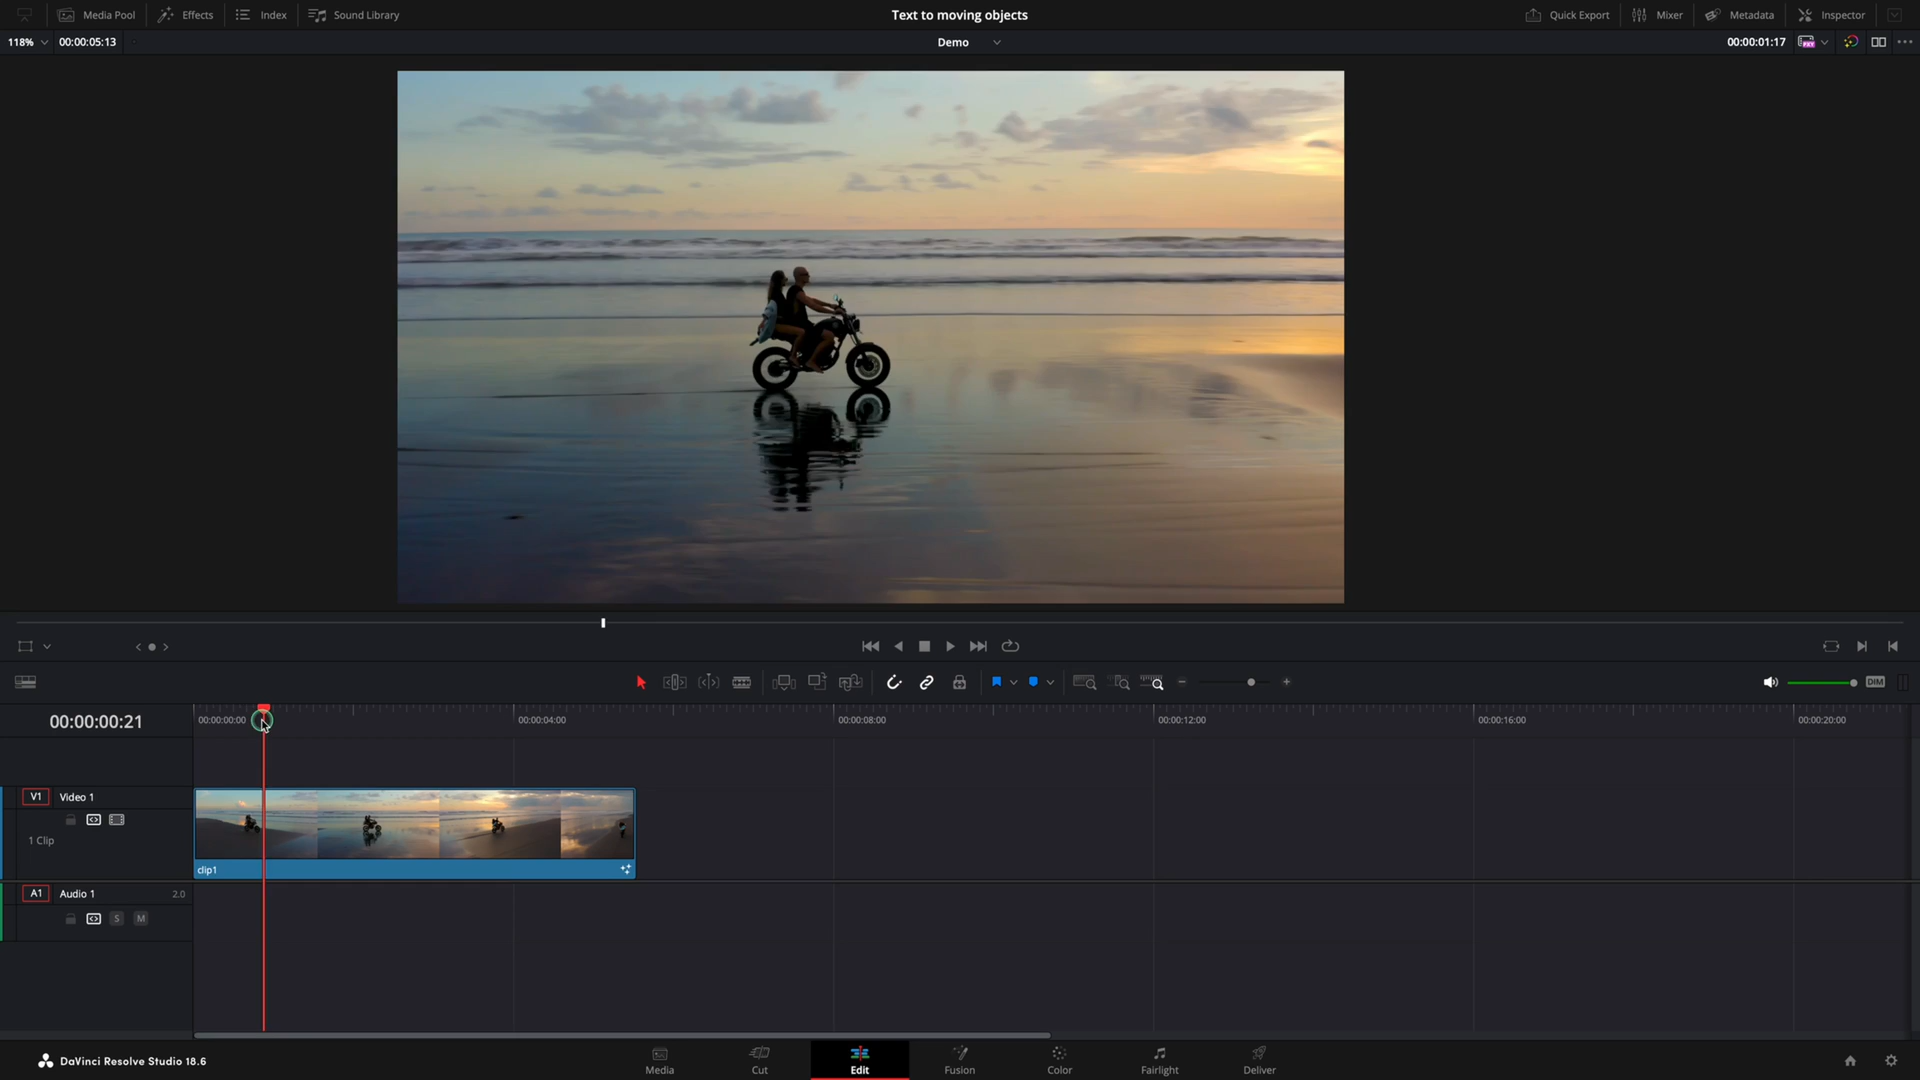 Media Pool Effects Index Sound Library Text to moving objects Quick Export Mixer Metadata Inspector
118% 00:00:05:13 Demo 00:00:01:17
DIM
00:00:00:21 00:00:00:00 00:00:04:00 00:00:08:00 00:00:12:00 00:00:16:00 00:00:20:00
V1 Video 1
1 Clip
clip1
A1 Audio 1 2.0
S M
DaVinci Resolve Studio 18.6
Media Cut Edit Fusion Color Fairlight Deliver